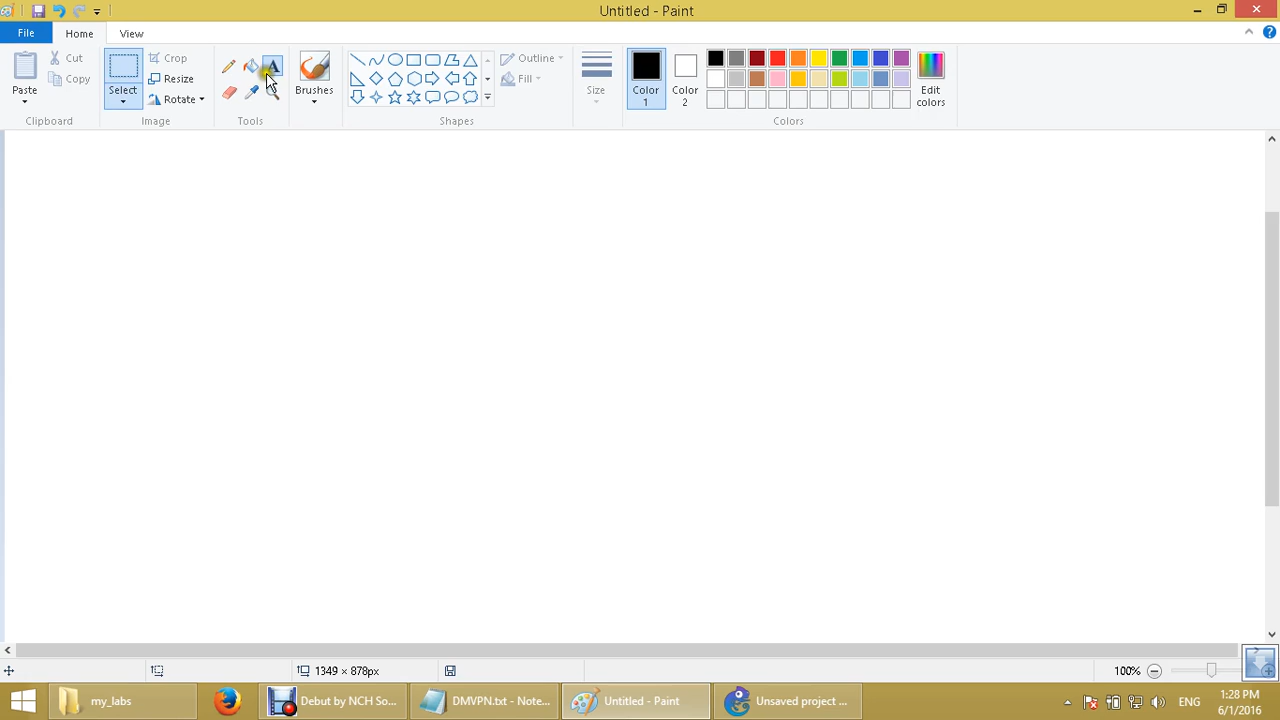 Untitled - Paint
File Home View
Paste
Cut
Copy
Clipboard
Select
Crop
Resize
Rotate
Image
A
Tools
Brushes
Outline
Fill
Shapes
Size
Color 1
Color 2
Edit colors
Colors
1349 × 878px
100%
my_labs
Debut by NCH So...
DMVPN.txt - Note...
Untitled - Paint
Unsaved project ...
ENG
1:28 PM
6/1/2016